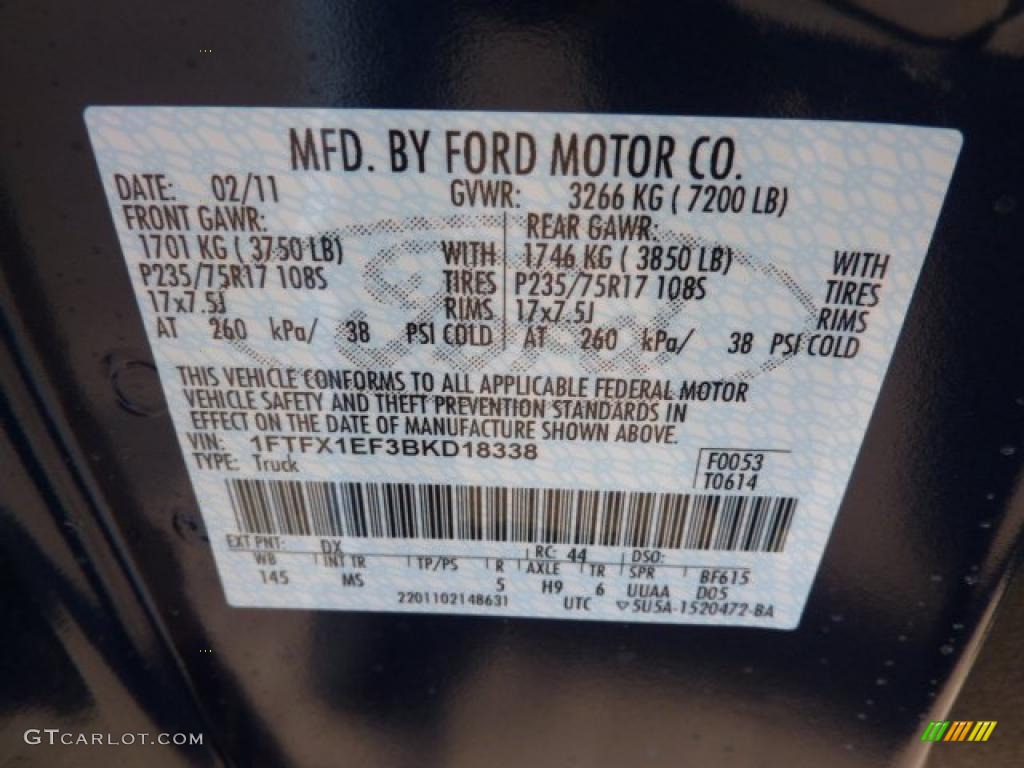 MFD. BY FORD MOTOR CO.
DATE: 02/11 GVWR: 3266 KG ( 7200 LB)
FRONT GAWR: REAR GAWR:
1701 KG ( 3750 LB) WITH 1746 KG ( 3850 LB) WITH
P235/75R17 108S TIRES P235/75R17 108S TIRES
17x7.5J RIMS 17x7.5J RIMS
AT 260 kPa/ 38 PSI COLD AT 260 kPa/ 38 PSI COLD
THIS VEHICLE CONFORMS TO ALL APPLICABLE FEDERAL MOTOR
VEHICLE SAFETY AND THEFT PREVENTION STANDARDS IN
EFFECT ON THE DATE OF MANUFACTURE SHOWN ABOVE.
VIN: 1FTFX1EF3BKD18338
TYPE: Truck
F0053
T0614
EXT PNT: DX RC: 44 DSO:
WB INT TR TP/PS R AXLE TR SPR BF615
145 MS 5 H9 6 UUAA D05
2201102148631 UTC ▽5U5A-1520472-BA
GTCARLOT.COM